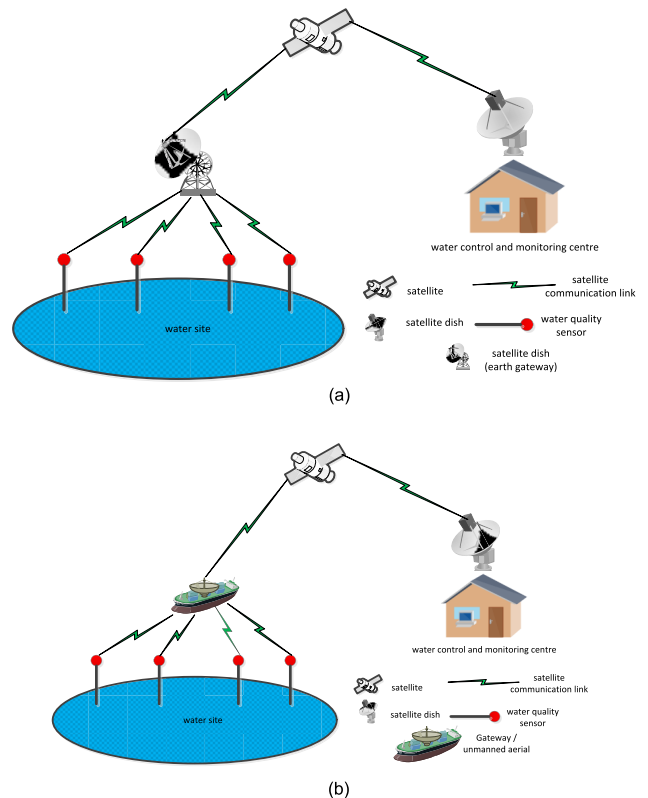 water control and monitoring centre
satellite
satellite
communication link
water site
satellite dish
water quality
sensor
satellite dish
(earth gateway)
(a)
water control and monitoring centre
satellite
satellite
communication link
water site
satellite dish
water quality
sensor
Gateway /
unmanned aerial
(b)